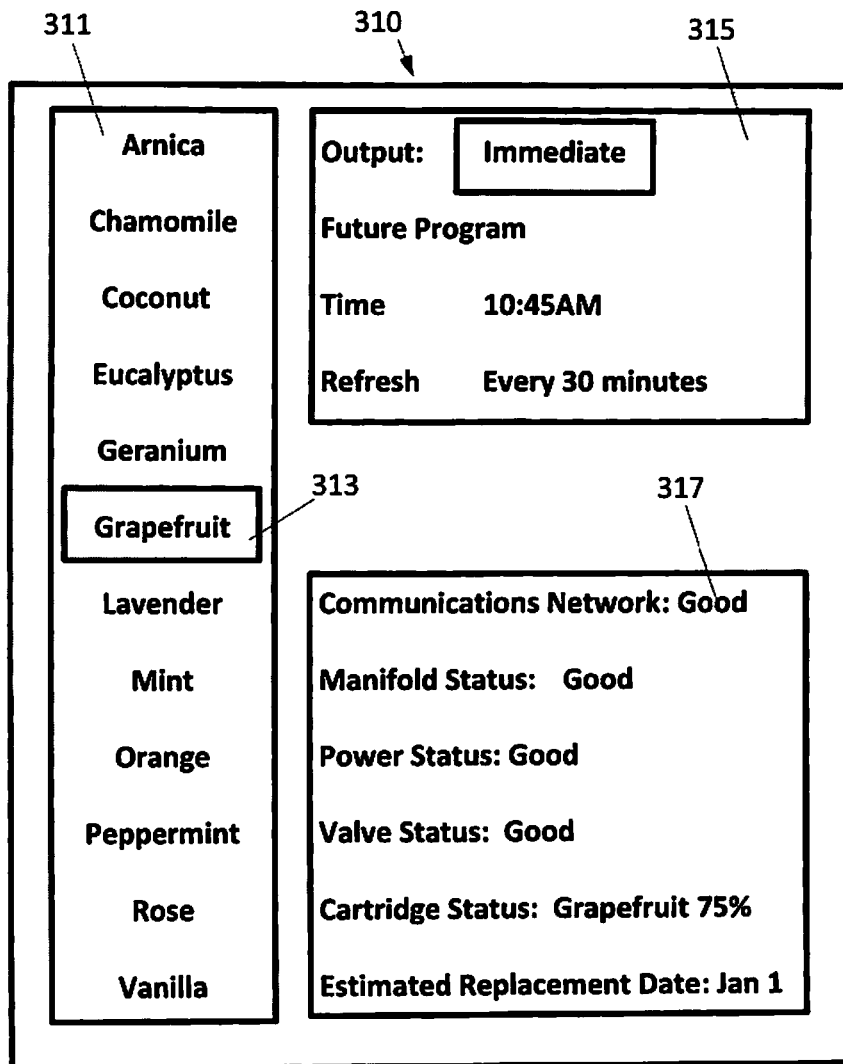 311
310
315
Arnica
Chamomile
Coconut
Eucalyptus
Geranium
Grapefruit
313
Lavender
Mint
Orange
Peppermint
Rose
Vanilla
Output: Immediate
Future Program
Time 10:45AM
Refresh Every 30 minutes
317
Communications Network: Good
Manifold Status: Good
Power Status: Good
Valve Status: Good
Cartridge Status: Grapefruit 75%
Estimated Replacement Date: Jan 1